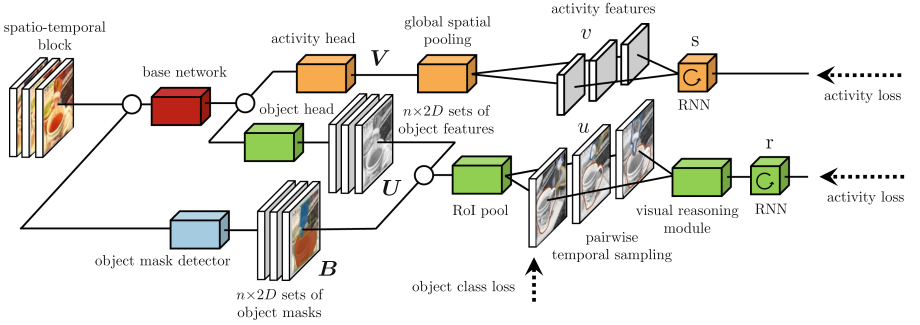 spatio-temporal
block
base network
activity head
V
global spatial
pooling
activity features
v
s
RNN
activity loss
object head
n×2D sets of
object features
U
RoI pool
u
visual reasoning
module
r
RNN
activity loss
pairwise
temporal sampling
object class loss
object mask detector
B
n×2D sets of
object masks